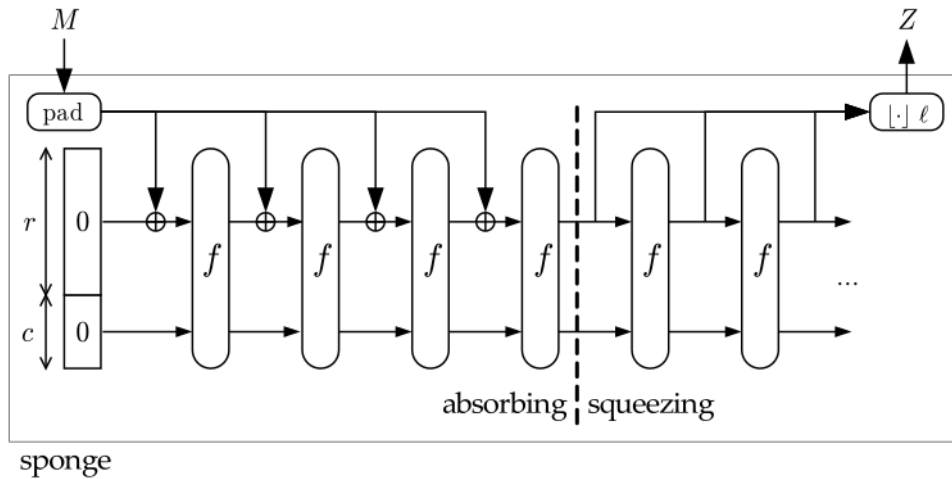 M Z
pad ⌊·⌋ ℓ
r 0 f f f f f f
c 0 ...
absorbing squeezing
sponge